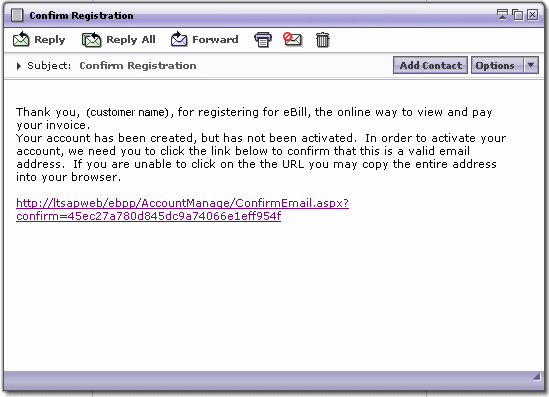 Confirm Registration
Reply
Reply All
Forward
Subject: Confirm Registration
Add Contact
Options
Thank you, (customer name), for registering for eBill, the online way to view and pay
your invoice.
Your account has been created, but has not been activated. In order to activate your
account, we need you to click the link below to confirm that this is a valid email
address. If you are unable to click on the the URL you may copy the entire address
into your browser.
http://ltsapweb/ebpp/AccountManage/ConfirmEmail.aspx?
confirm=45ec27a780d845dc9a74066e1eff954f